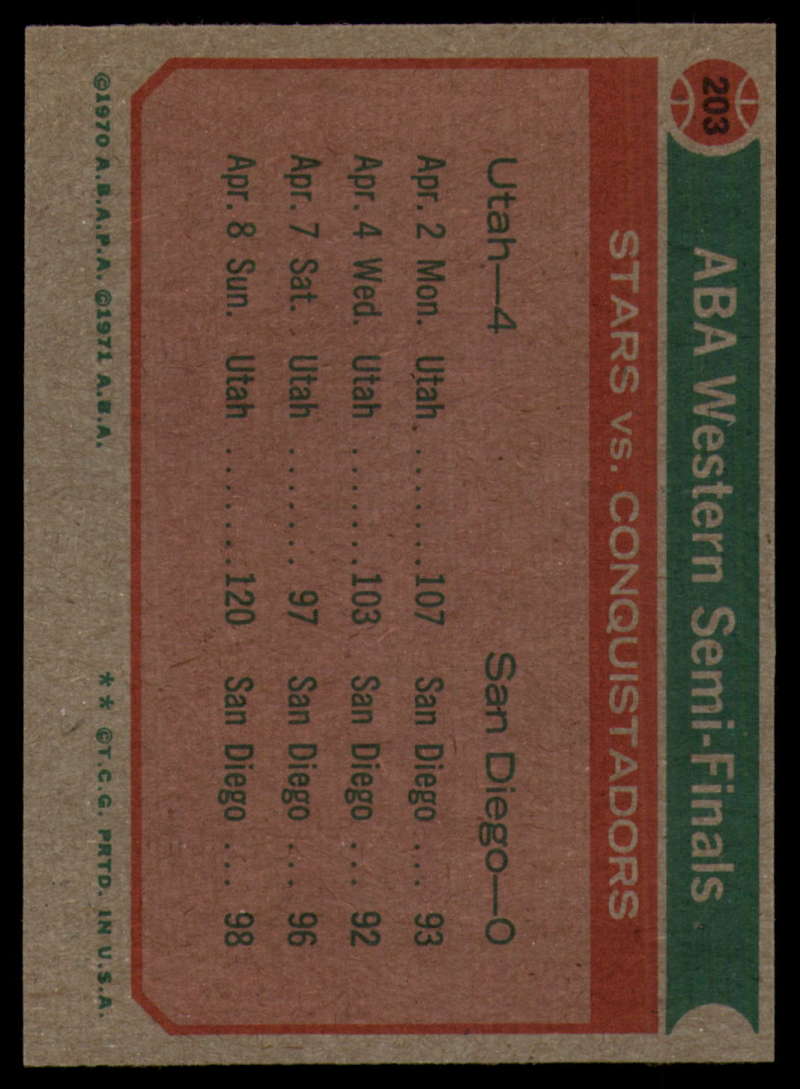 203
ABA Western Semi-Finals
STARS vs. CONQUISTADORS
Utah—4 San Diego—0
Apr. 2 Mon. Utah........107 San Diego .... 93
Apr. 4 Wed. Utah ........103 San Diego ... 92
Apr. 7 Sat. Utah ....... 97 San Diego ... 96
Apr. 8 Sun. Utah ........120 San Diego ... 98
©1970 A.B.A.P.A. ©1971 A.B.A. ** ©T.C.G. PRTD. IN U.S.A.